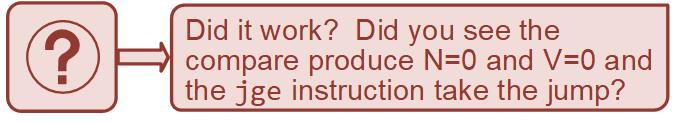 ?
Did it work?  Did you see the
compare produce N=0 and V=0 and
the jge instruction take the jump?